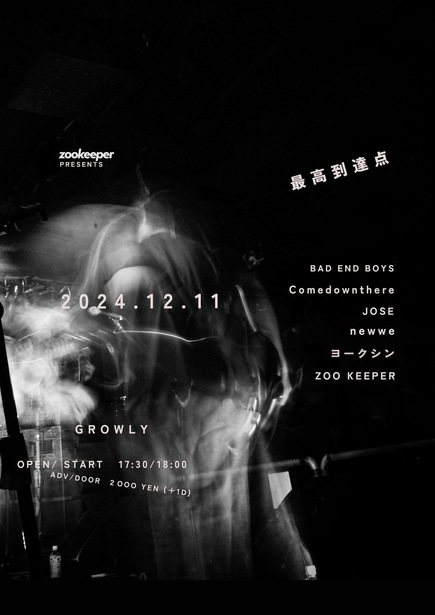 zookeeper
PRESENTS
最高到達点
BAD END BOYS
Comedownthere
JOSE
newwe
ヨークシン
ZOO KEEPER
2024.12.11
GROWLY
OPEN/ START 17:30/18:00
ADV/DOOR 2000 YEN (+1D)